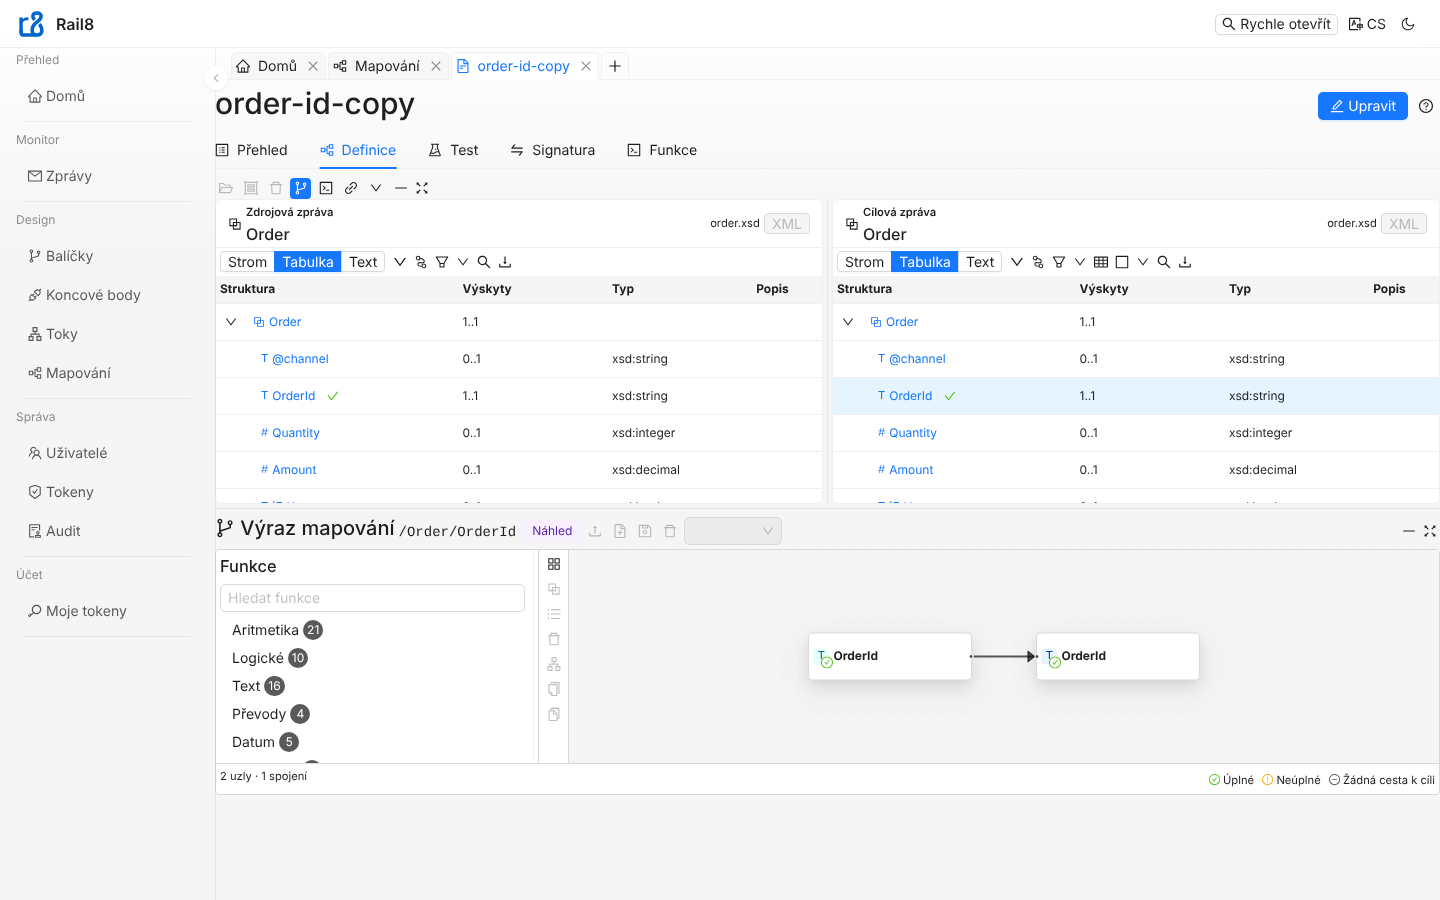 Rail8
Rychle otevřít
CS
Přehled
Domů
Monitor
Zprávy
Design
Balíčky
Koncové body
Toky
Mapování
Správa
Uživatelé
Tokeny
Audit
Účet
Moje tokeny
Domů
Mapování
order-id-copy
order-id-copy
Upravit
Přehled
Definice
Test
Signatura
Funkce
Zdrojová zpráva
Order
order.xsd XML
Strom Tabulka Text
Struktura Výskyty Typ Popis
Order 1..1
T @channel 0..1 xsd:string
T OrderId 1..1 xsd:string
# Quantity 0..1 xsd:integer
# Amount 0..1 xsd:decimal
Cílová zpráva
Order
order.xsd XML
Strom Tabulka Text
Struktura Výskyty Typ Popis
Order 1..1
T @channel 0..1 xsd:string
T OrderId 1..1 xsd:string
# Quantity 0..1 xsd:integer
# Amount 0..1 xsd:decimal
Výraz mapování /Order/OrderId Náhled
Funkce
Hledat funkce
Aritmetika 21
Logické 10
Text 16
Převody 4
Datum 5
T OrderId
T OrderId
2 uzly · 1 spojení
Úplné Neúplné Žádná cesta k cíli